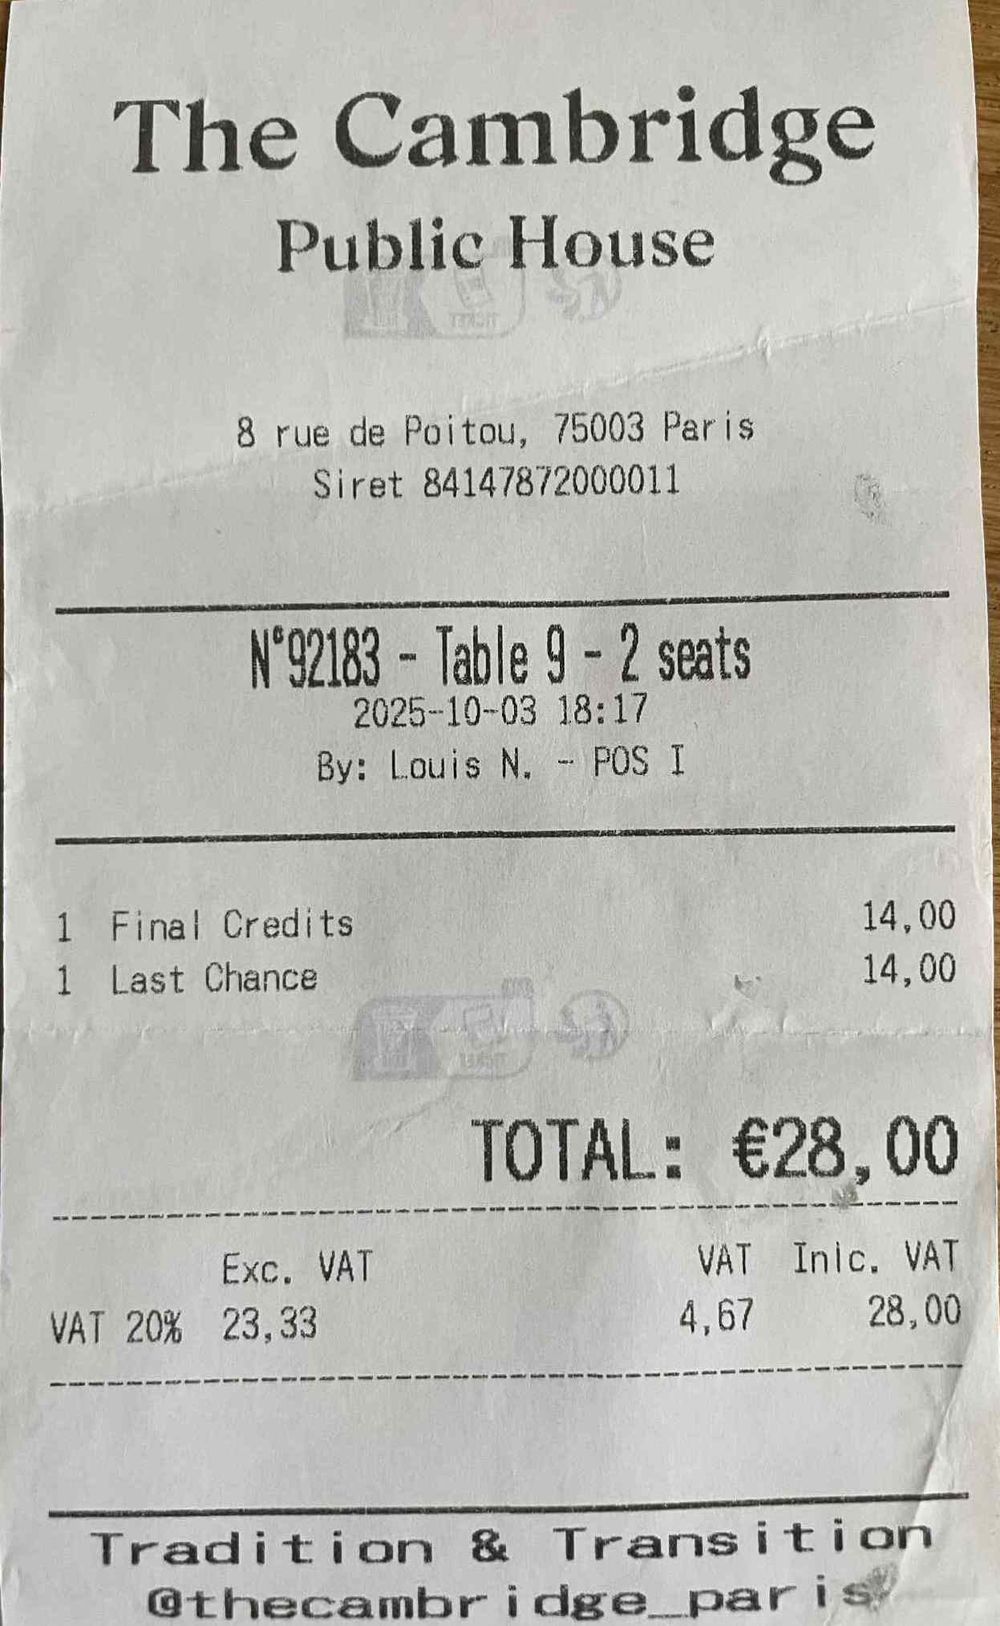 The Cambridge
Public House
8 rue de Poitou, 75003 Paris
Siret 84147872000011
N°92183 - Table 9 - 2 seats
2025-10-03 18:17
By: Louis N. - POS I
1 Final Credits 14,00
1 Last Chance 14,00
TOTAL: €28,00
Exc. VAT VAT Inlc. VAT
VAT 20% 23,33 4,67 28,00
Tradition & Transition
@thecambridge_paris